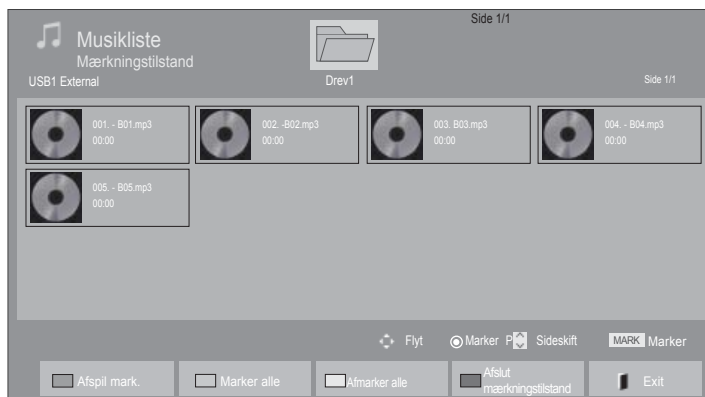 Side 1/1
Musikliste
Mærkningstilstand
USB1 External
Drev1
Side 1/1
001. - B01.mp3
00:00
002. -B02.mp3
00:00
003. B03.mp3
00:00
004. - B04.mp3
00:00
005. - B05.mp3
00:00
Flyt
Marker
P
Sideskift
MARK Marker
Afspil mark.
Marker alle
Afmarker alle
Afslut
mærkningstilstand
Exit